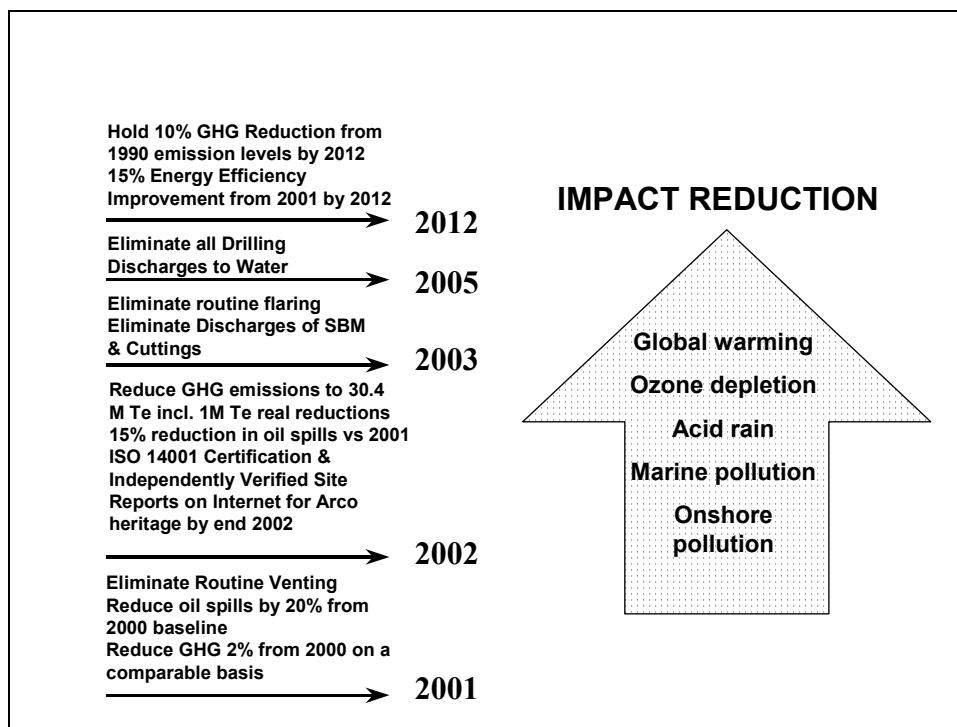 Hold 10% GHG Reduction from
1990 emission levels by 2012
15% Energy Efficiency
Improvement from 2001 by 2012
2012
Eliminate all Drilling
Discharges to Water
2005
Eliminate routine flaring
Eliminate Discharges of SBM
& Cuttings
2003
Reduce GHG emissions to 30.4
M Te incl. 1M Te real reductions
15% reduction in oil spills vs 2001
ISO 14001 Certification &
Independently Verified Site
Reports on Internet for Arco
heritage by end 2002
2002
Eliminate Routine Venting
Reduce oil spills by 20% from
2000 baseline
Reduce GHG 2% from 2000 on a
comparable basis
2001
IMPACT REDUCTION
Global warming
Ozone depletion
Acid rain
Marine pollution
Onshore
pollution